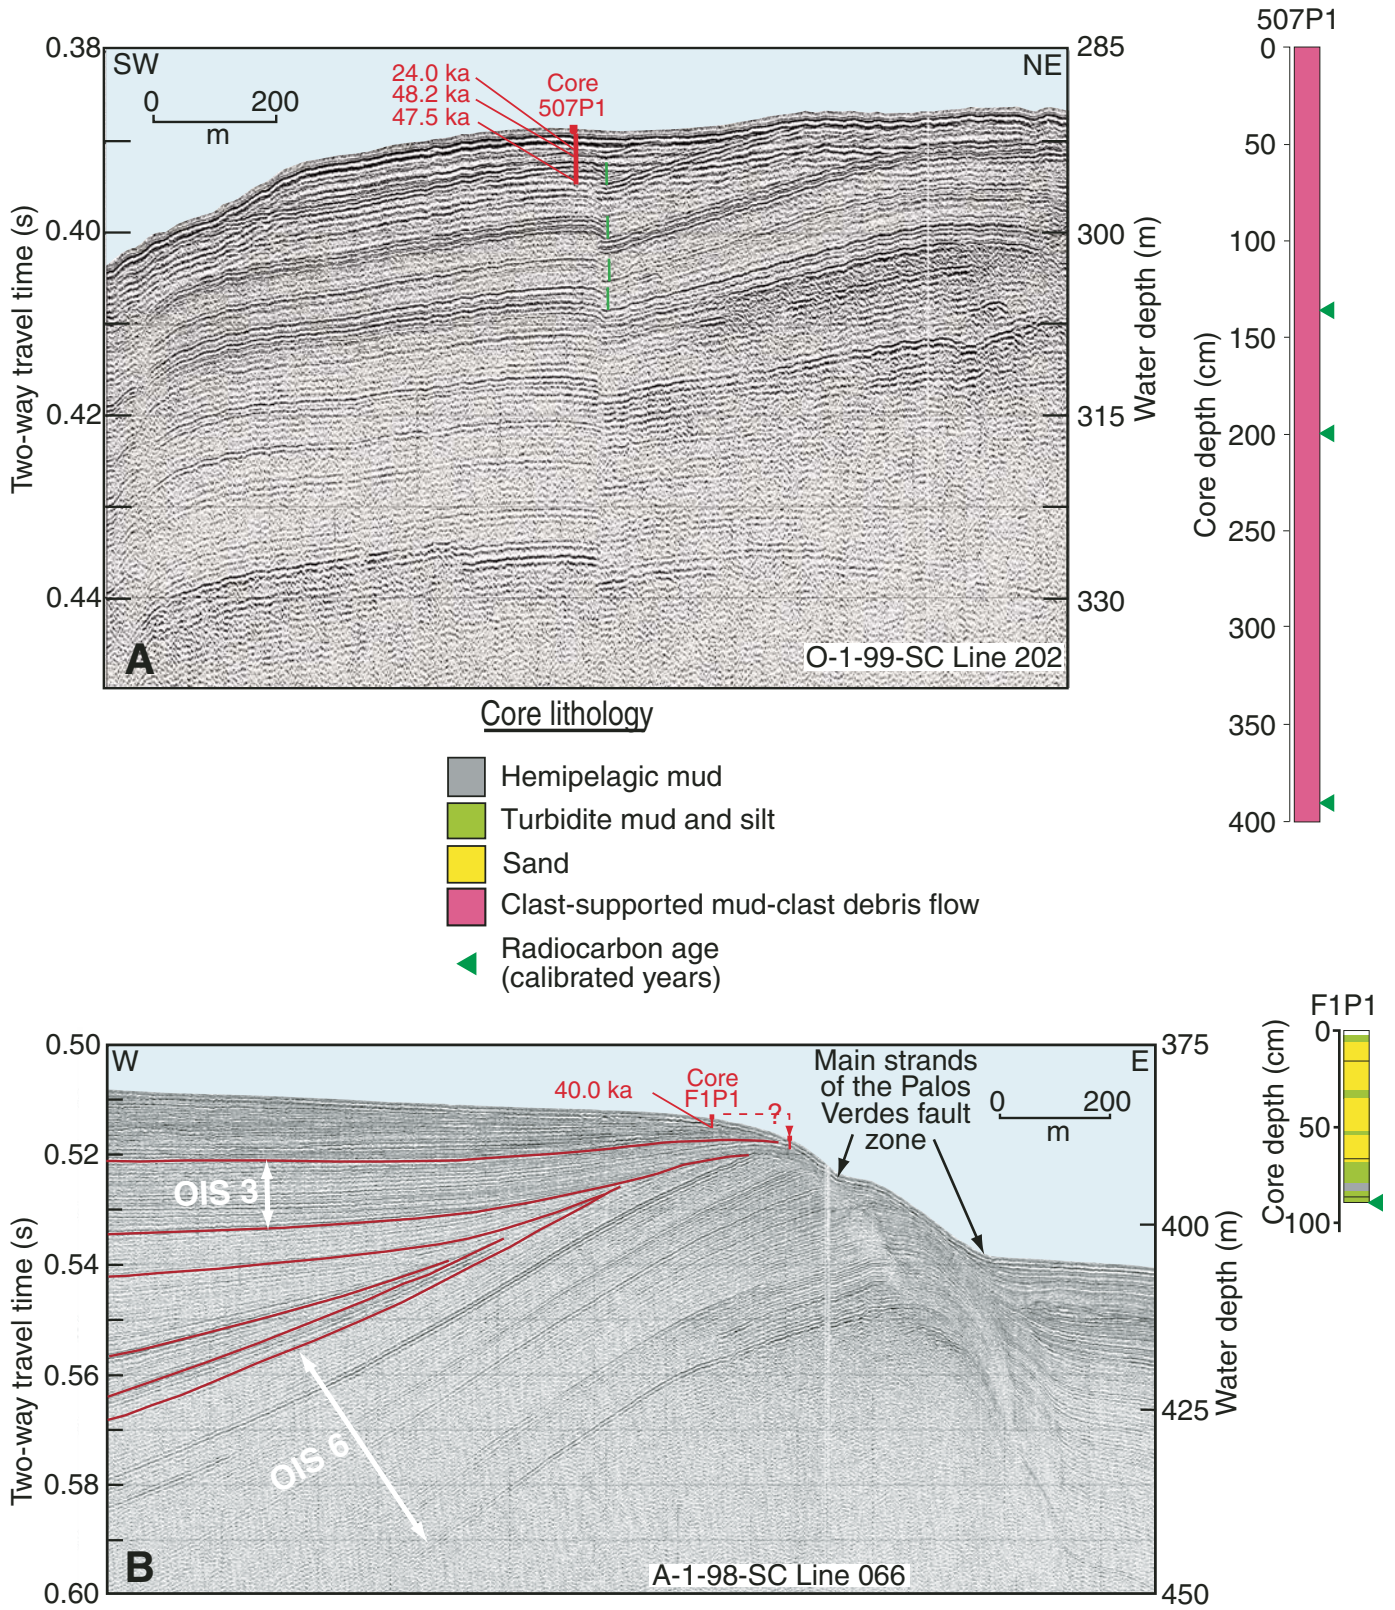 507P1
0
50
100
150
200
250
300
350
400
Core depth (cm)
0.38
0.40
0.42
0.44
Two-way travel time (s)
SW
NE
0 200
m
24.0 ka
48.2 ka
47.5 ka
Core
507P1
285
300
315
330
Water depth (m)
A
O-1-99-SC Line 202
Core lithology
Hemipelagic mud
Turbidite mud and silt
Sand
Clast-supported mud-clast debris flow
Radiocarbon age
(calibrated years)
F1P1
0
50
100
Core depth (cm)
0.50
0.52
0.54
0.56
0.58
0.60
Two-way travel time (s)
W
E
40.0 ka
Core
F1P1
?
Main strands
of the Palos
Verdes fault
zone
0 200
m
375
400
425
450
Water depth (m)
OIS 3
OIS 6
B
A-1-98-SC Line 066